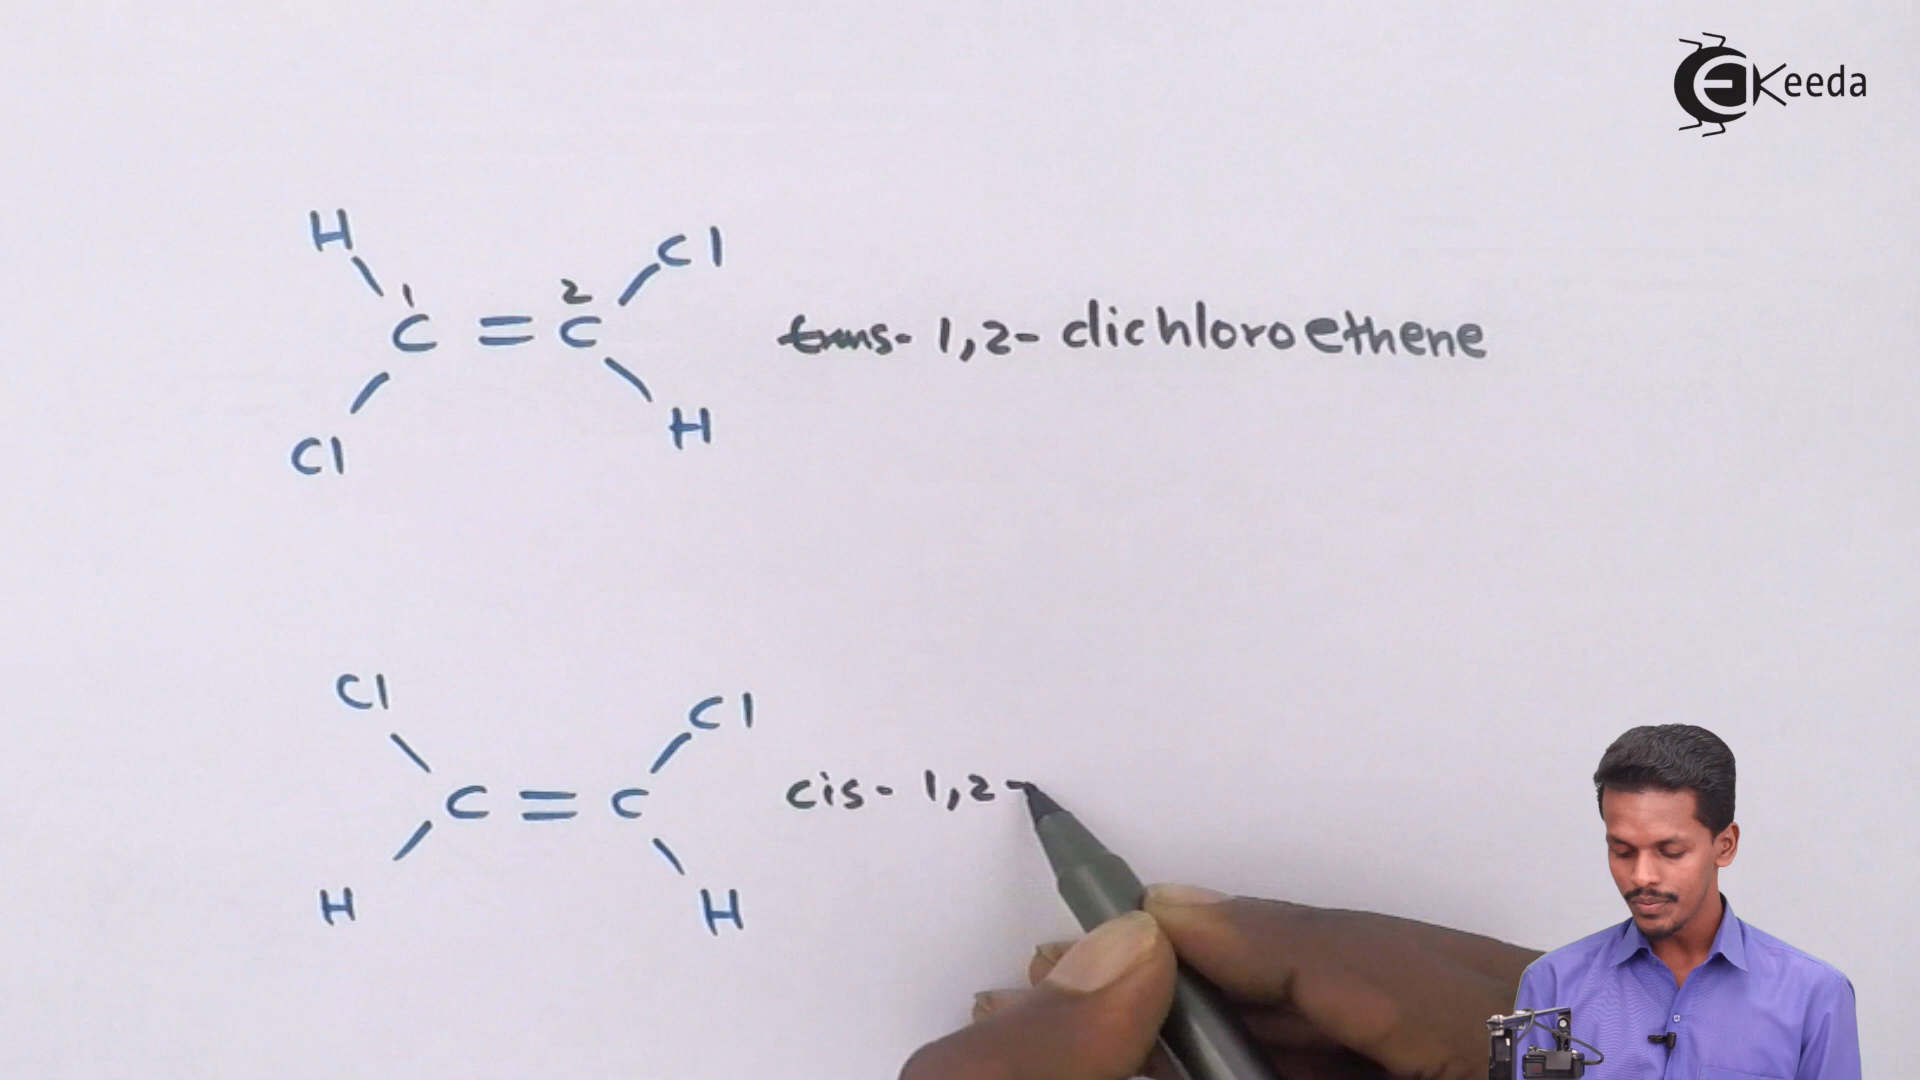 EKeeda
H Cl
1 2
C = C trans- 1,2- dichloroethene
Cl H
Cl Cl
C = C cis- 1,2-
H H